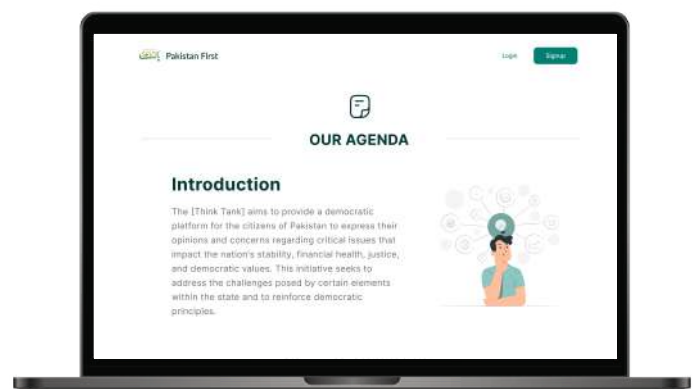 Pakistan First
Login
Signup
OUR AGENDA
Introduction
The [Think Tank] aims to provide a democratic
platform for the citizens of Pakistan to express their
opinions and concerns regarding critical issues that
impact the nation's stability, financial health, justice,
and democratic values. This initiative seeks to
address the challenges posed by certain elements
within the state and to reinforce democratic
principles.